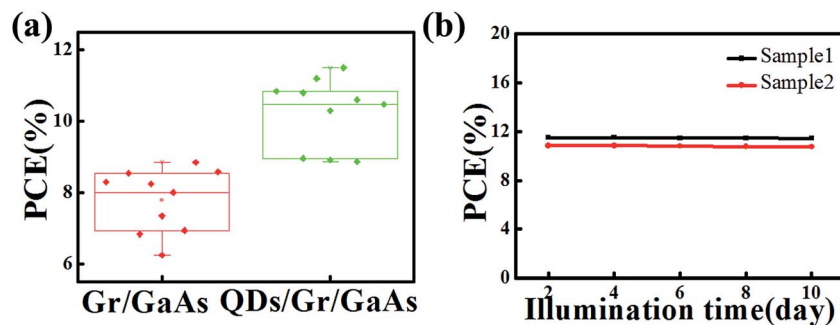 (a)
PCE(%)
12
10
8
6
Gr/GaAs QDs/Gr/GaAs
(b)
PCE(%)
20
16
12
8
4
0
Sample1
Sample2
2 4 6 8 10
Illumination time(day)